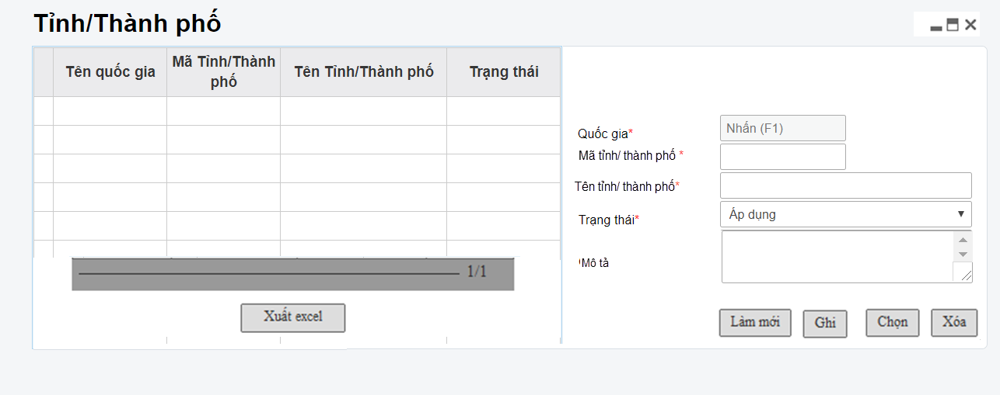 Tỉnh/Thành phố
Tên quốc gia
Mã Tỉnh/Thành
phố
Tên Tỉnh/Thành phố
Trạng thái
1/1
Xuất excel
Quốc gia*
Nhấn (F1)
Mã tỉnh/ thành phố *
Tên tỉnh/ thành phố*
Trạng thái*
Áp dụng
Mô tả
Làm mới
Ghi
Chọn
Xóa